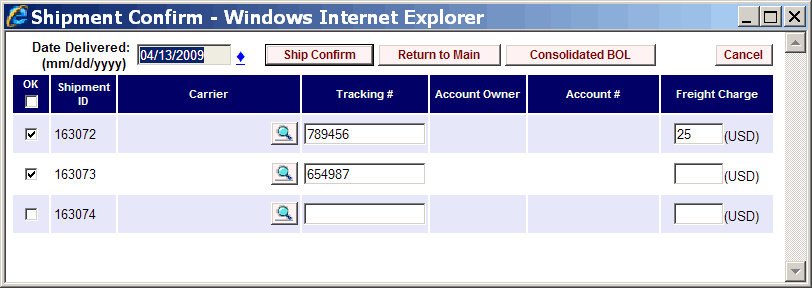 Shipment Confirm - Windows Internet Explorer
Date Delivered: 04/13/2009 Ship Confirm Return to Main Consolidated BOL Cancel
(mm/dd/yyyy)
OK Shipment ID Carrier Tracking # Account Owner Account # Freight Charge
163072 789456 25 (USD)
163073 654987 (USD)
163074 (USD)